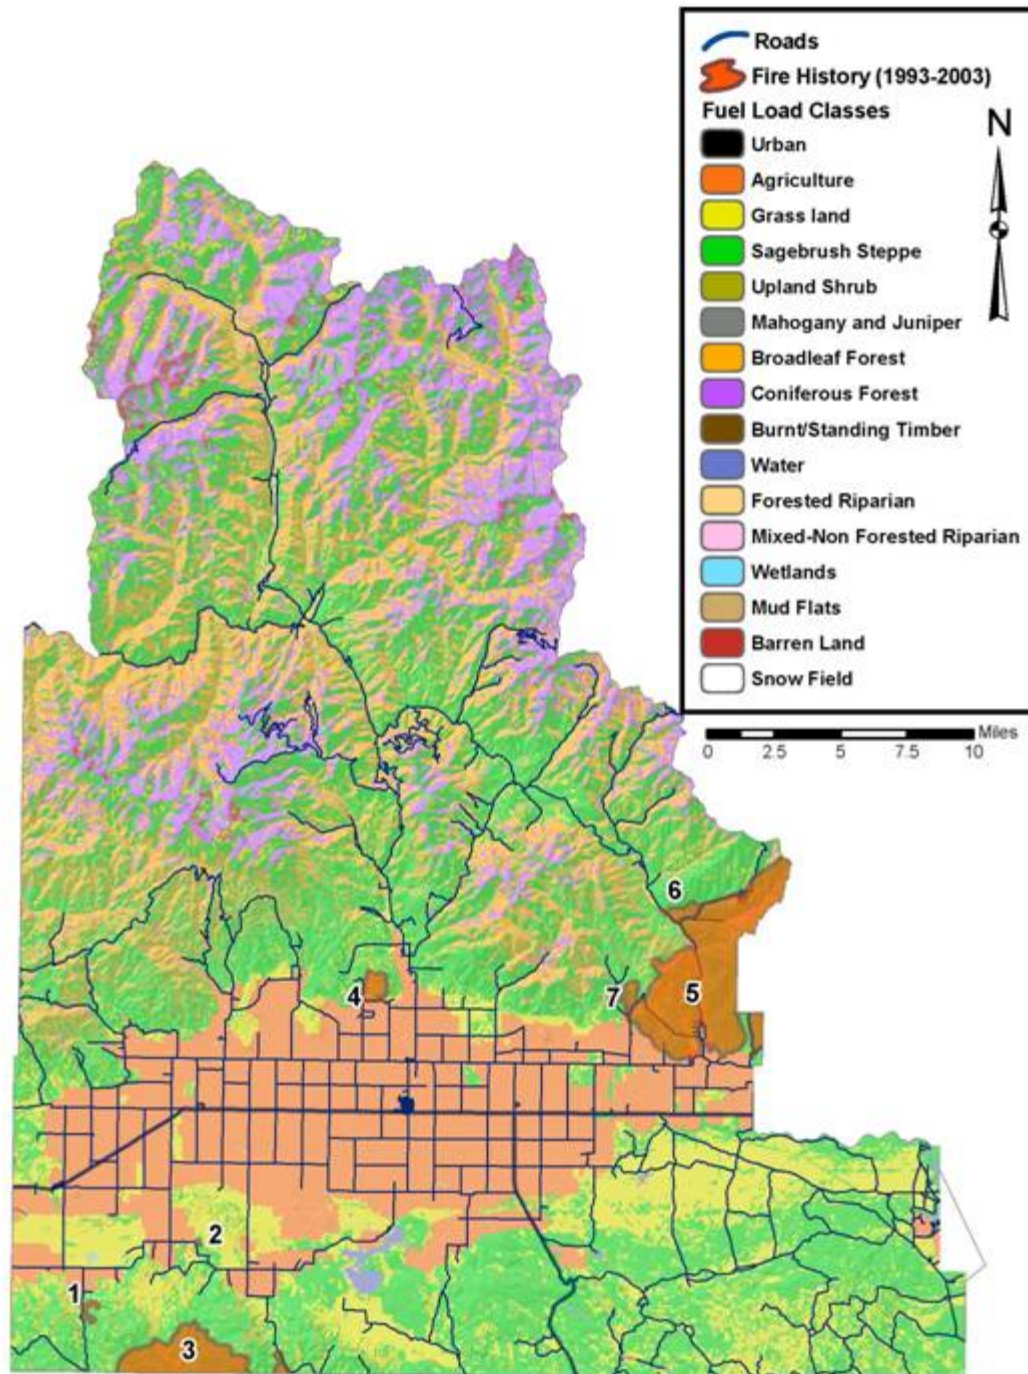 Roads
Fire History (1993-2003)
Fuel Load Classes
Urban
Agriculture
Grass land
Sagebrush Steppe
Upland Shrub
Mahogany and Juniper
Broadleaf Forest
Coniferous Forest
Burnt/Standing Timber
Water
Forested Riparian
Mixed-Non Forested Riparian
Wetlands
Mud Flats
Barren Land
Snow Field
N
Miles
0 2.5 5 7.5 10
6
4
7
5
2
1
3